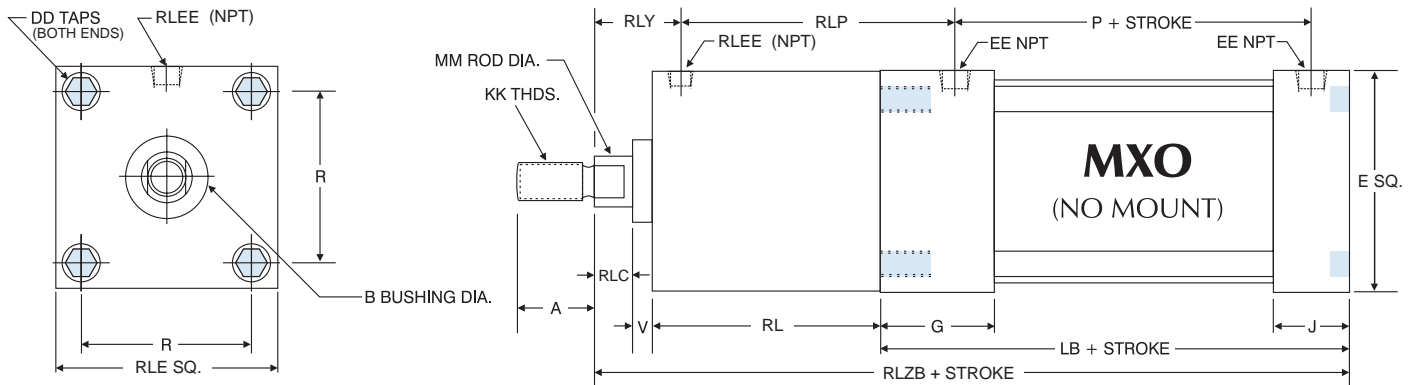 DD TAPS
(BOTH ENDS)
RLEE (NPT)
R
B BUSHING DIA.
R
RLE SQ.
RLY
RLP
P + STROKE
RLEE (NPT)
EE NPT
EE NPT
MM ROD DIA.
KK THDS.
MXO
(NO MOUNT)
E SQ.
RLC
A
V
RL
G
J
LB + STROKE
RLZB + STROKE